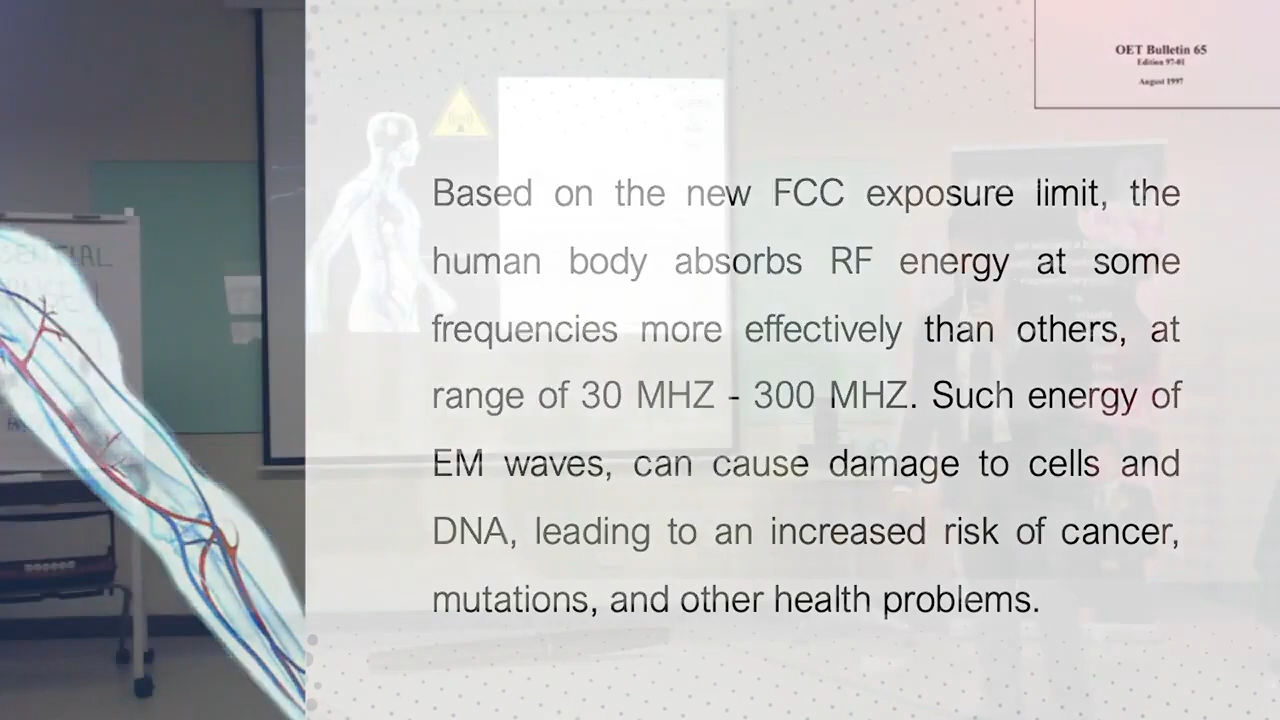 OET Bulletin 65
Edition 97-01
August 1997
Based on the new FCC exposure limit, the
human body absorbs RF energy at some
frequencies more effectively than others, at
range of 30 MHZ - 300 MHZ. Such energy of
EM waves, can cause damage to cells and
DNA, leading to an increased risk of cancer,
mutations, and other health problems.